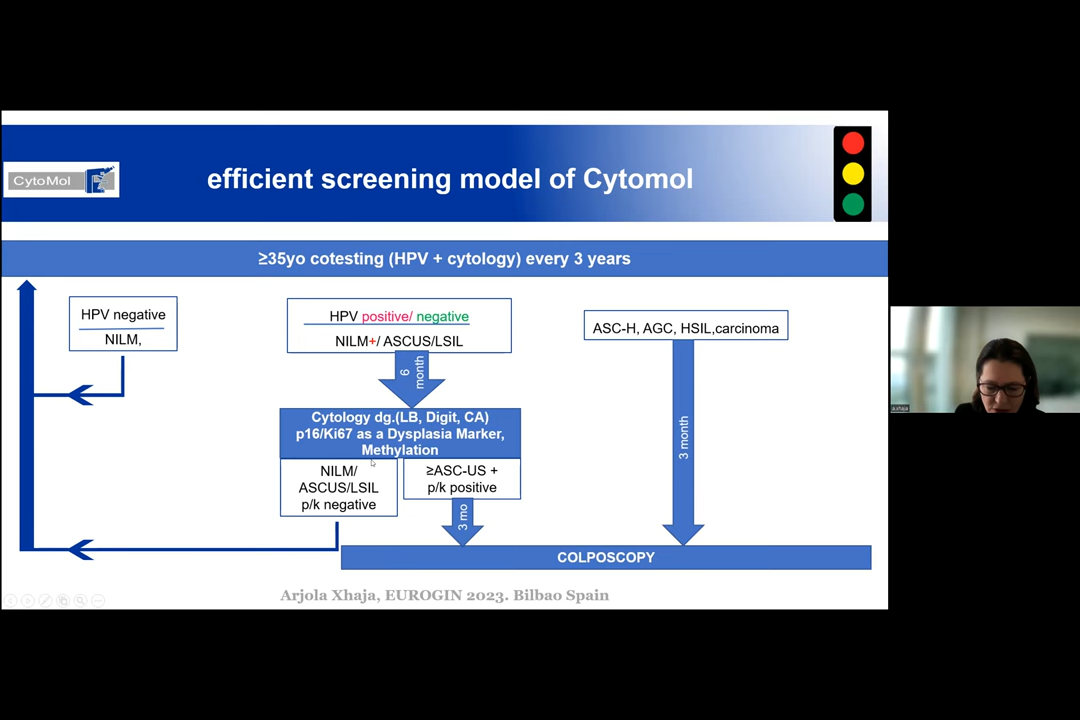 CytoMol
efficient screening model of Cytomol
≥35yo cotesting (HPV + cytology) every 3 years
HPV negative
NILM,
HPV positive/ negative
NILM+/ ASCUS/LSIL
ASC-H, AGC, HSIL,carcinoma
6 month
Cytology dg.(LB, Digit, CA)
p16/Ki67 as a Dysplasia Marker,
Methylation
NILM/
ASCUS/LSIL
p/k negative
≥ASC-US +
p/k positive
3 mo
3 month
COLPOSCOPY
Arjola Xhaja, EUROGIN 2023. Bilbao Spain
a.xhaja